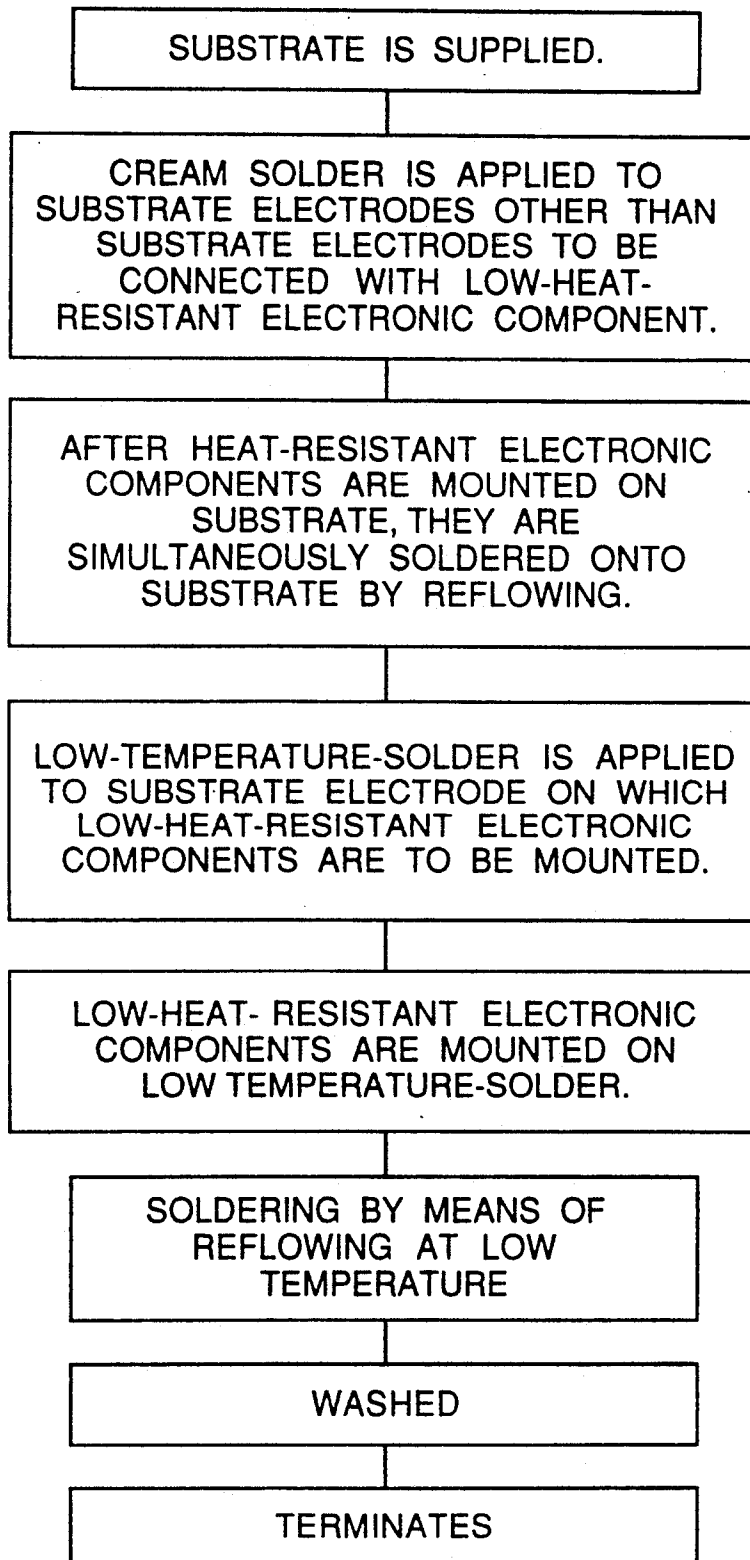 SUBSTRATE IS SUPPLIED.
CREAM SOLDER IS APPLIED TO
SUBSTRATE ELECTRODES OTHER THAN
SUBSTRATE ELECTRODES TO BE
CONNECTED WITH LOW-HEAT-
RESISTANT ELECTRONIC COMPONENT.
AFTER HEAT-RESISTANT ELECTRONIC
COMPONENTS ARE MOUNTED ON
SUBSTRATE, THEY ARE
SIMULTANEOUSLY SOLDERED ONTO
SUBSTRATE BY REFLOWING.
LOW-TEMPERATURE-SOLDER IS APPLIED
TO SUBSTRATE ELECTRODE ON WHICH
LOW-HEAT-RESISTANT ELECTRONIC
COMPONENTS ARE TO BE MOUNTED.
LOW-HEAT- RESISTANT ELECTRONIC
COMPONENTS ARE MOUNTED ON
LOW TEMPERATURE-SOLDER.
SOLDERING BY MEANS OF
REFLOWING AT LOW
TEMPERATURE
WASHED
TERMINATES